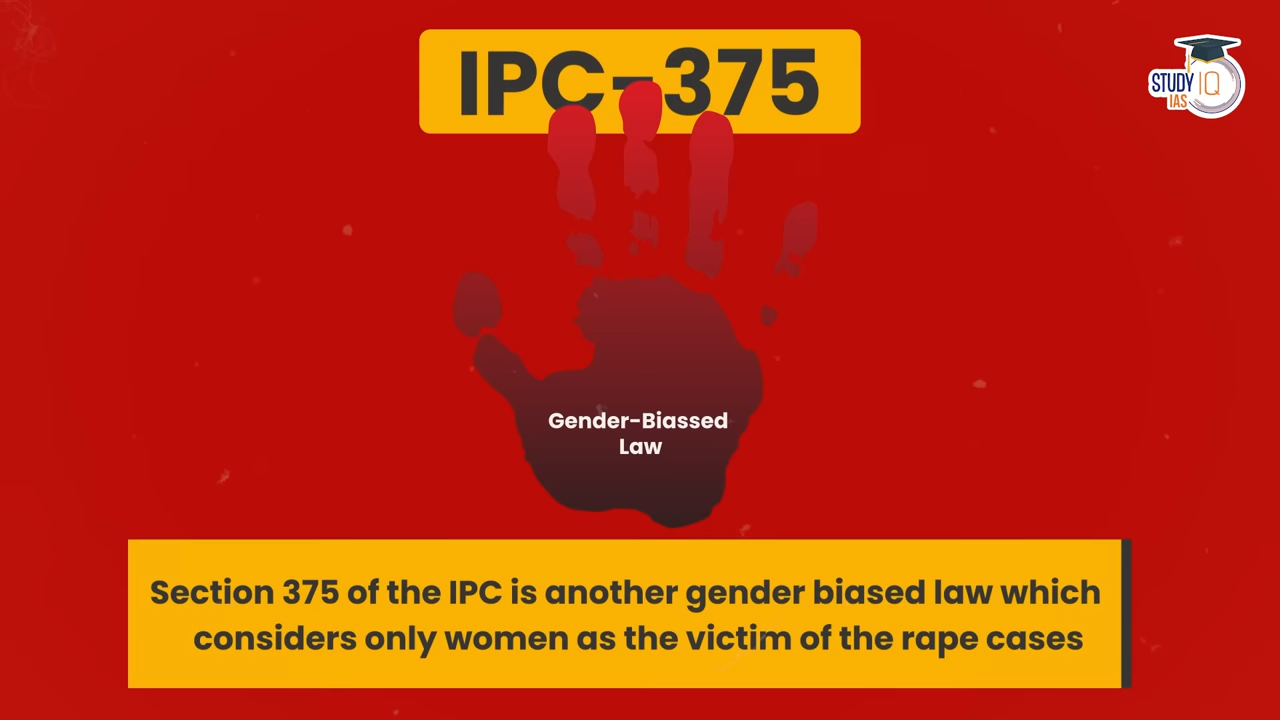 IPC-375
STUDY IQ
IAS
Gender-Biassed
Law
Section 375 of the IPC is another gender biased law which
considers only women as the victim of the rape cases